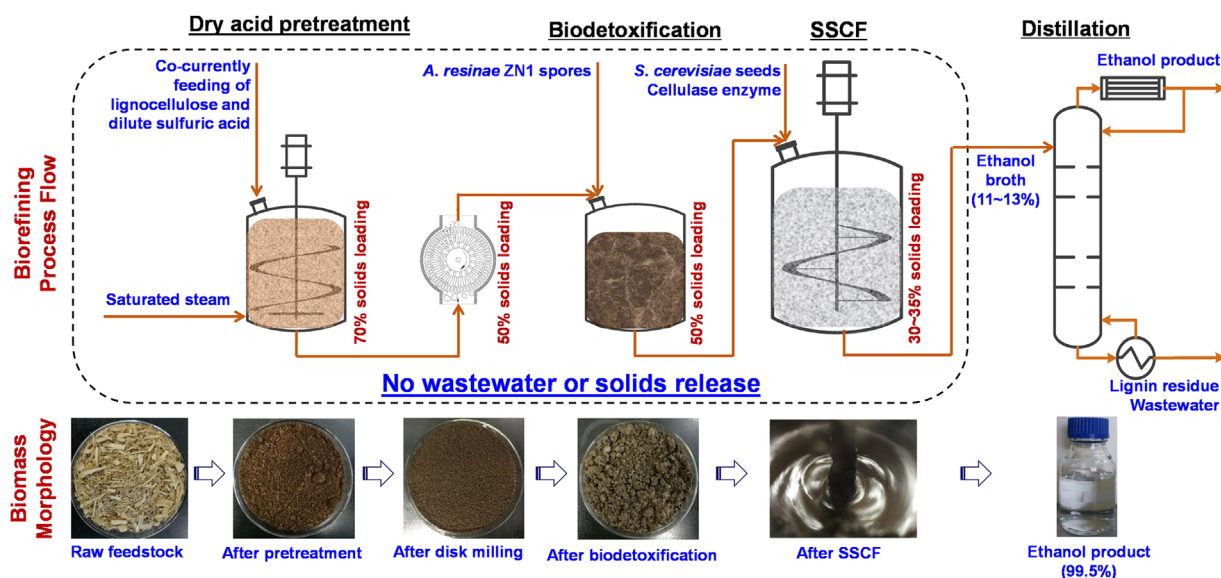 Dry acid pretreatment
Biodetoxification
SSCF
Distillation
Co-currently
feeding of
lignocellulose and
dilute sulfuric acid
A. resinae ZN1 spores
S. cerevisiae seeds
Cellulase enzyme
Ethanol product
Biorefining
Process Flow
Saturated steam
70% solids loading
50% solids loading
50% solids loading
30~35% solids loading
Ethanol
broth
(11~13%)
No wastewater or solids release
Lignin residue
Wastewater
Biomass
Morphology
Raw feedstock
After pretreatment
After disk milling
After biodetoxification
After SSCF
Ethanol product
(99.5%)